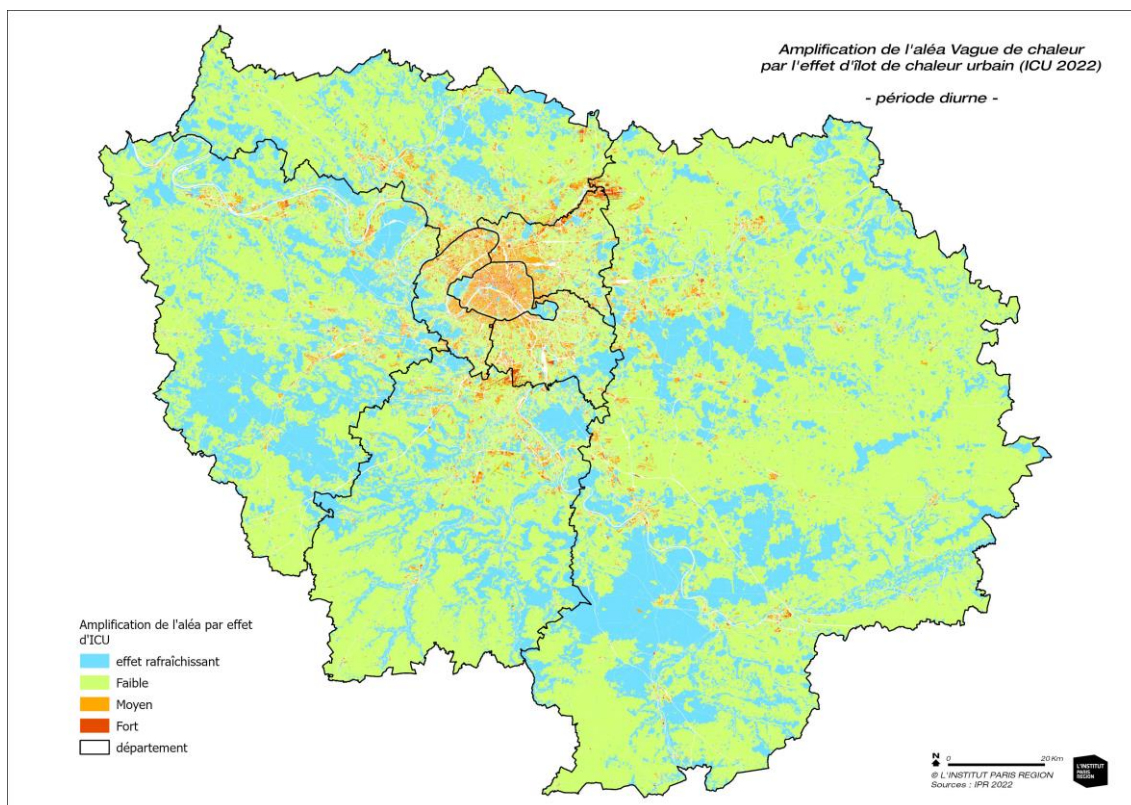 Amplification de l'aléa Vague de chaleur
par l'effet d'îlot de chaleur urbain (ICU 2022)
- période diurne -
Amplification de l'aléa par effet
d'ICU
effet rafraîchissant
Faible
Moyen
Fort
département
N
0 20 Km
© L'INSTITUT PARIS REGION
Sources : IPR 2022
L'INSTITUT
PARIS
REGION